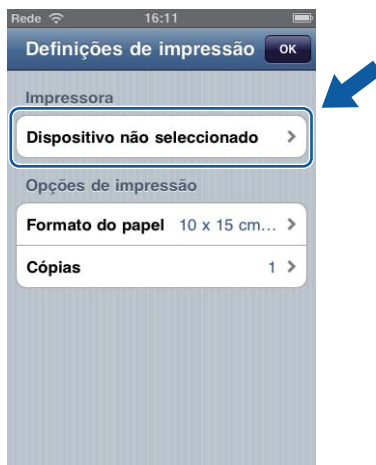 Rede 16:11
Definições de impressão OK
Impressora
Dispositivo não seleccionado
Opções de impressão
Formato do papel 10 x 15 cm...
Cópias 1